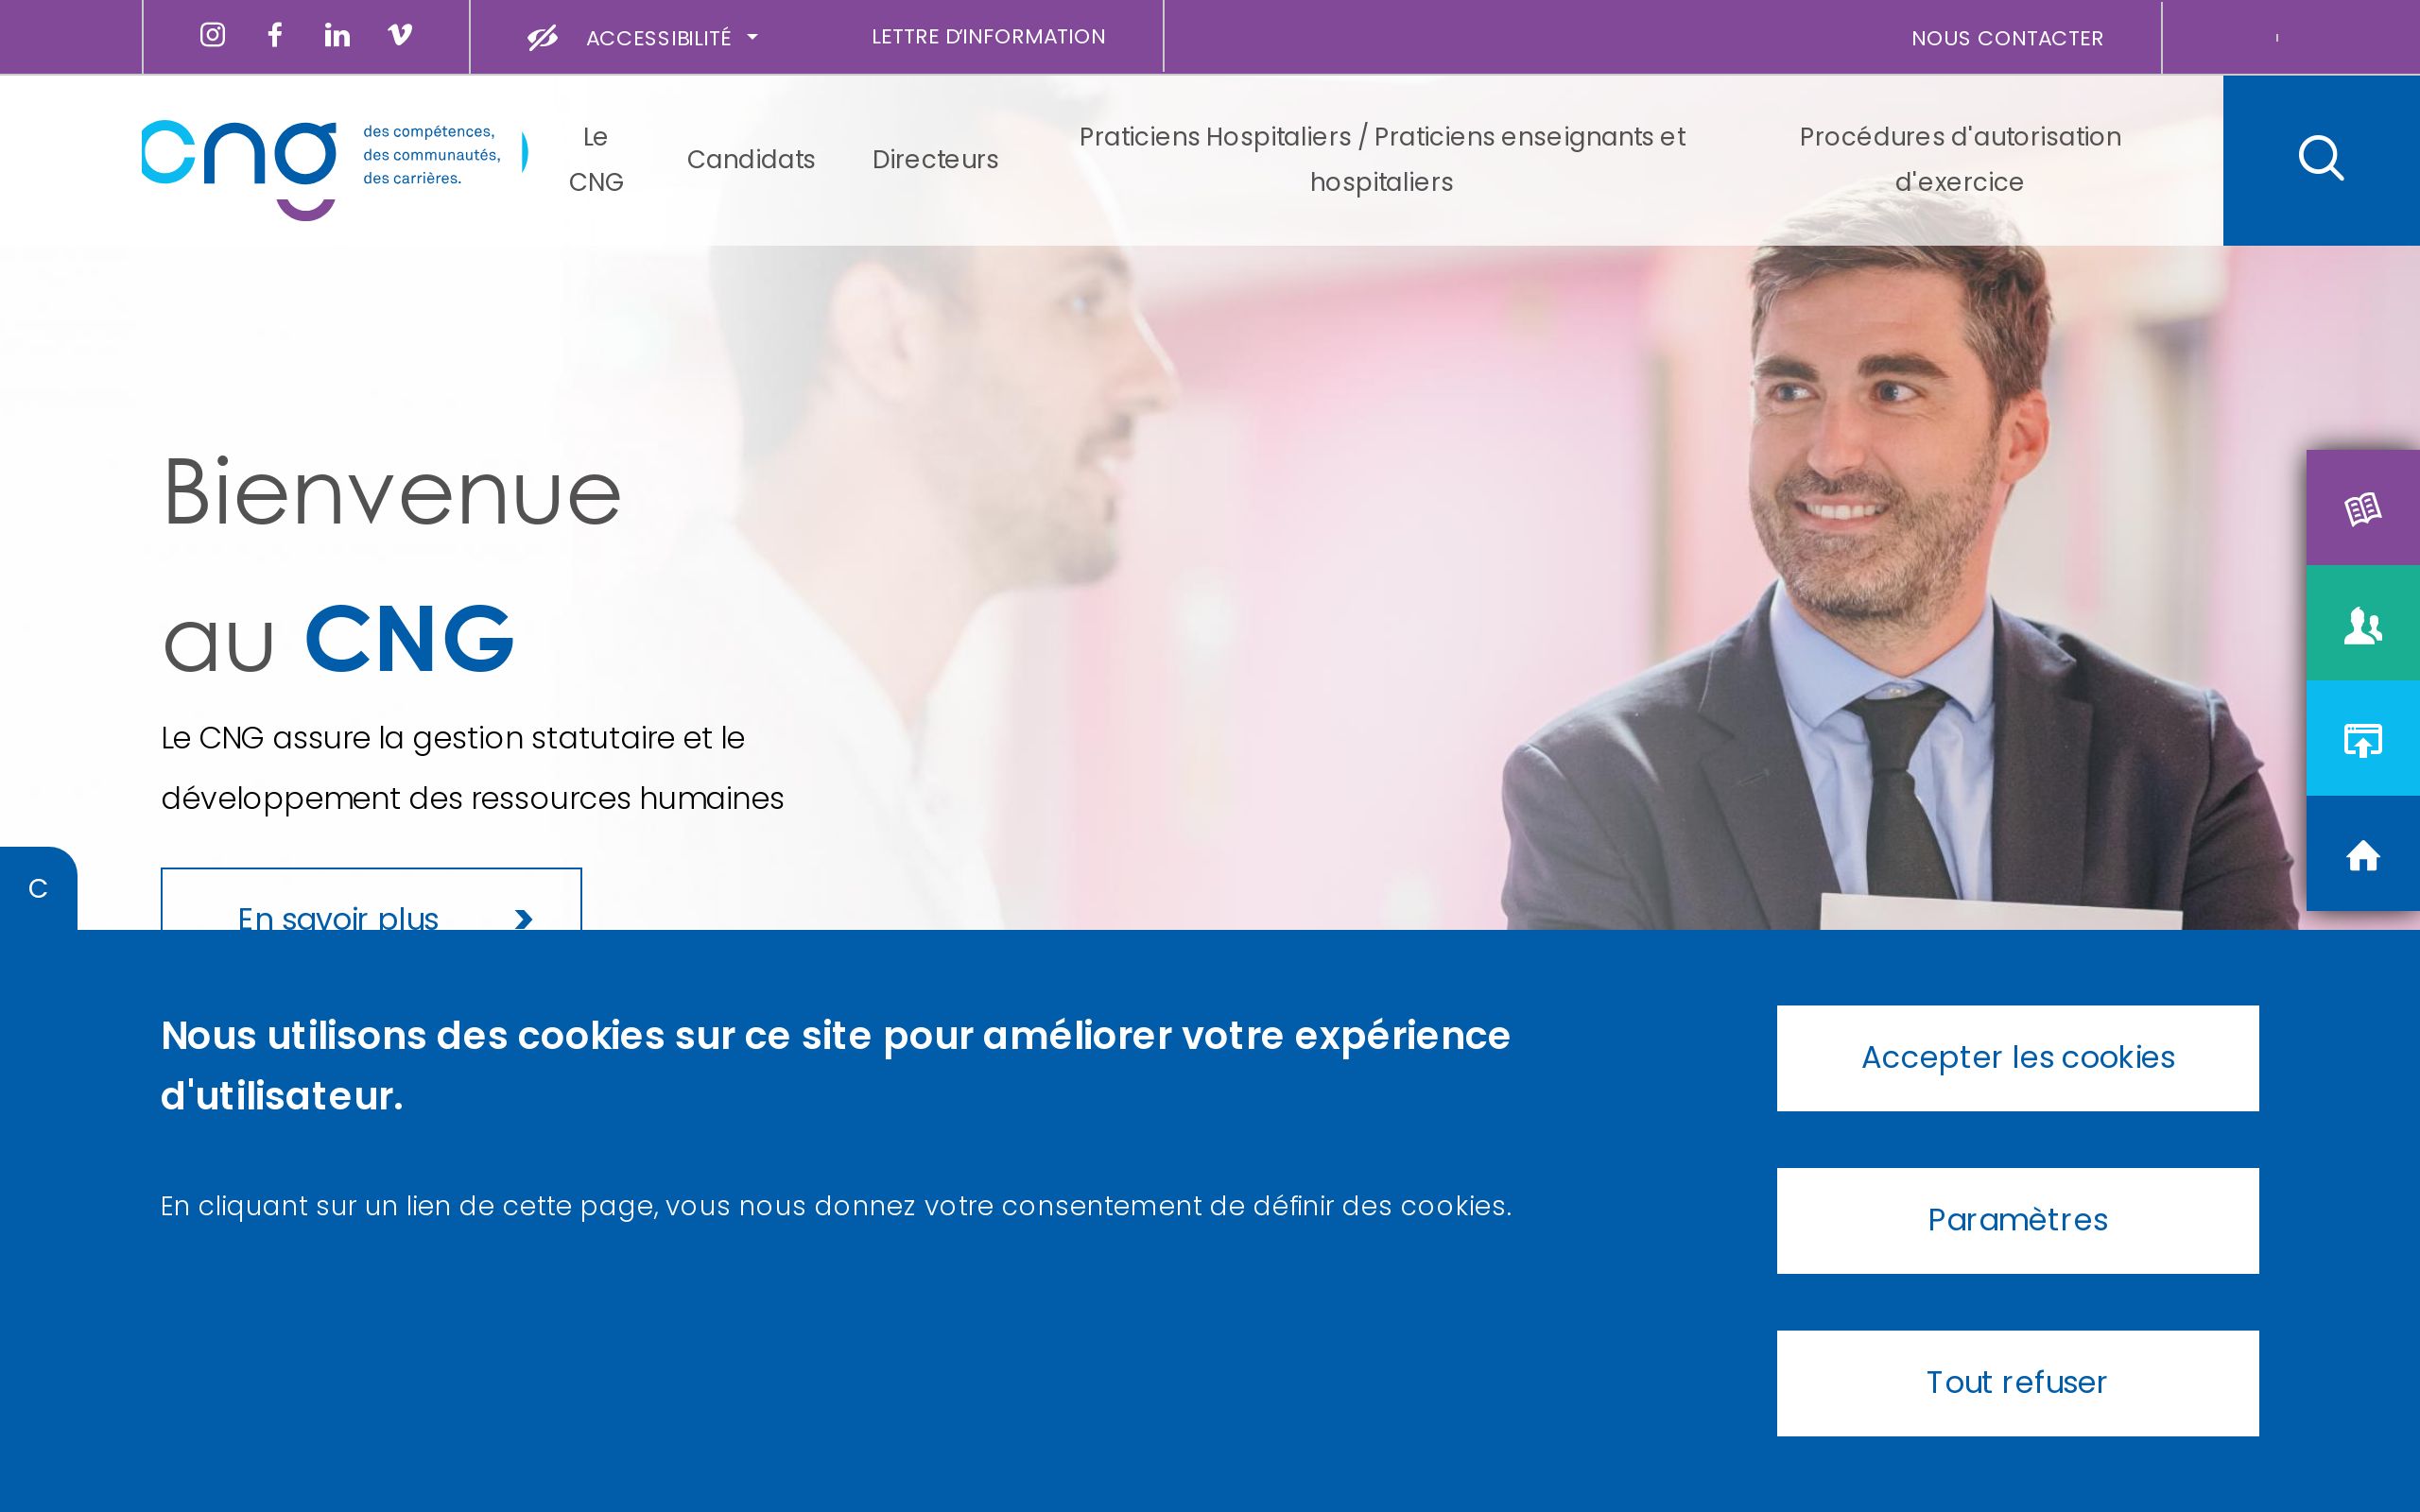 ACCESSIBILITÉ
LETTRE D'INFORMATION
NOUS CONTACTER
cng
des compétences,
des communautés,
des carrières.
Le
CNG
Candidats
Directeurs
Praticiens Hospitaliers / Praticiens enseignants et
hospitaliers
Procédures d'autorisation
d'exercice
Bienvenue
au CNG
Le CNG assure la gestion statutaire et le
développement des ressources humaines
C
En savoir plus
Nous utilisons des cookies sur ce site pour améliorer votre expérience
d'utilisateur.
En cliquant sur un lien de cette page, vous nous donnez votre consentement de définir des cookies.
Accepter les cookies
Paramètres
Tout refuser